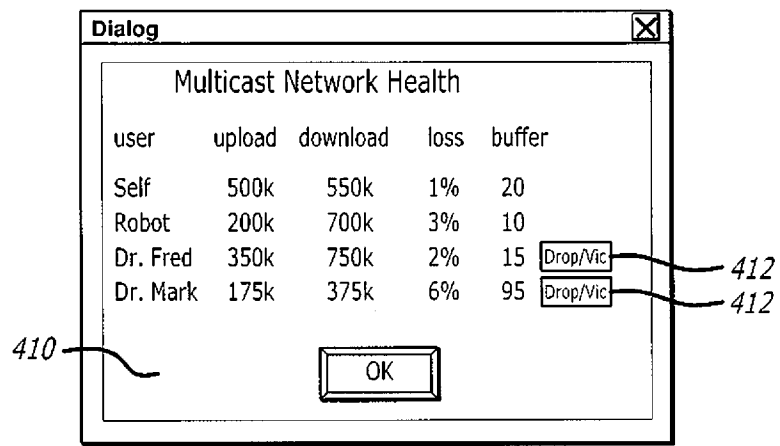 Dialog
Multicast Network Health
user upload download loss buffer
Self 500k 550k 1% 20
Robot 200k 700k 3% 10
Dr. Fred 350k 750k 2% 15 Drop/Vic 412
Dr. Mark 175k 375k 6% 95 Drop/Vic 412
410
OK